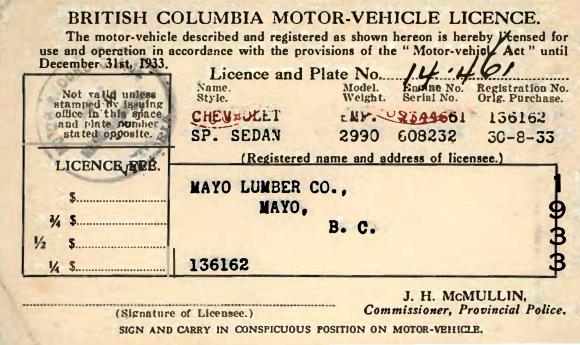 BRITISH COLUMBIA MOTOR-VEHICLE LICENCE.
The motor-vehicle described and registered as shown hereon is hereby licensed for
use and operation in accordance with the provisions of the "Motor-vehicle Act" until
December 31st, 1933.
Licence and Plate No. 14·461
Not valid unless
stamped by issuing
office in this space
and plate number
stated opposite.
Name. Model. Engine No. Registration No.
Style. Weight. Serial No. Orig. Purchase.
CHEVROLET 136162
SP. SEDAN 2990 608232 30-8-33
LICENCE FEE.
$
¾ $
½ $
¼ $
(Registered name and address of licensee.)
MAYO LUMBER CO.,
MAYO,
B. C.
136162
1933
(Signature of Licensee.)
J. H. McMULLIN,
Commissioner, Provincial Police.
SIGN AND CARRY IN CONSPICUOUS POSITION ON MOTOR-VEHICLE.